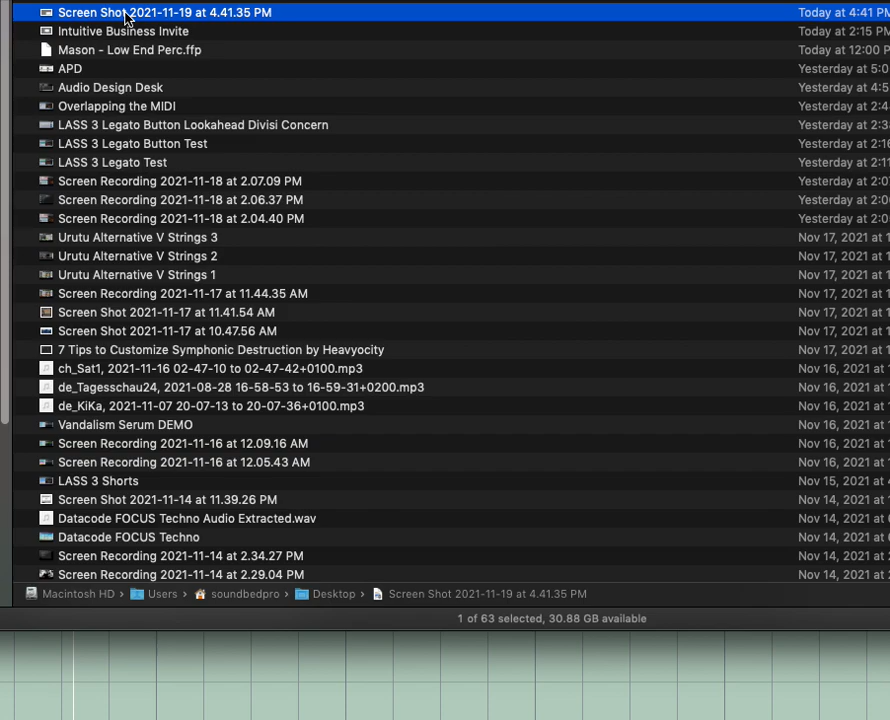 Screen Shot 2021-11-19 at 4.41.35 PM Today at 4:41 PM
Intuitive Business Invite Today at 2:15 PM
Mason - Low End Perc.ffp Today at 12:00 P
APD Yesterday at 5:0
Audio Design Desk Yesterday at 4:5
Overlapping the MIDI Yesterday at 2:4
LASS 3 Legato Button Lookahead Divisi Concern Yesterday at 2:3
LASS 3 Legato Button Test Yesterday at 2:16
LASS 3 Legato Test Yesterday at 2:11
Screen Recording 2021-11-18 at 2.07.09 PM Yesterday at 2:07
Screen Recording 2021-11-18 at 2.06.37 PM Yesterday at 2:0
Screen Recording 2021-11-18 at 2.04.40 PM Yesterday at 2:0
Urutu Alternative V Strings 3 Nov 17, 2021 at 1
Urutu Alternative V Strings 2 Nov 17, 2021 at 1
Urutu Alternative V Strings 1 Nov 17, 2021 at 1
Screen Recording 2021-11-17 at 11.44.35 AM Nov 17, 2021 at 1
Screen Shot 2021-11-17 at 11.41.54 AM Nov 17, 2021 at 1
Screen Shot 2021-11-17 at 10.47.56 AM Nov 17, 2021 at 1
7 Tips to Customize Symphonic Destruction by Heavyocity Nov 17, 2021 at 1
ch_Sat1, 2021-11-16 02-47-10 to 02-47-42+0100.mp3 Nov 16, 2021 at 1
de_Tagesschau24, 2021-08-28 16-58-53 to 16-59-31+0200.mp3 Nov 16, 2021 at 1
de_KiKa, 2021-11-07 20-07-13 to 20-07-36+0100.mp3 Nov 16, 2021 at 1
Vandalism Serum DEMO Nov 16, 2021 at 1
Screen Recording 2021-11-16 at 12.09.16 AM Nov 16, 2021 at 1
Screen Recording 2021-11-16 at 12.05.43 AM Nov 16, 2021 at 1
LASS 3 Shorts Nov 15, 2021 at 4
Screen Shot 2021-11-14 at 11.39.26 PM Nov 14, 2021 at 1
Datacode FOCUS Techno Audio Extracted.wav Nov 14, 2021 at
Datacode FOCUS Techno Nov 14, 2021 at
Screen Recording 2021-11-14 at 2.34.27 PM Nov 14, 2021 at 2
Screen Recording 2021-11-14 at 2.29.04 PM Nov 14, 2021 at 2
Macintosh HD › Users › soundbedpro › Desktop › Screen Shot 2021-11-19 at 4.41.35 PM
1 of 63 selected, 30.88 GB available